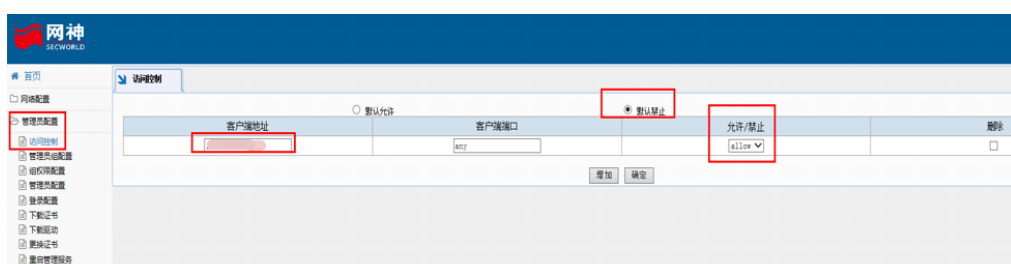 网神
SECWORLD
首页
访问控制
网络配置
默认允许 默认禁止
管理员配置
客户端地址 客户端端口 允许/禁止 删除
访问控制
any allow
管理员组配置
组权限配置
增加 确定
管理员配置
登录配置
下载证书
下载驱动
更换证书
重启管理服务